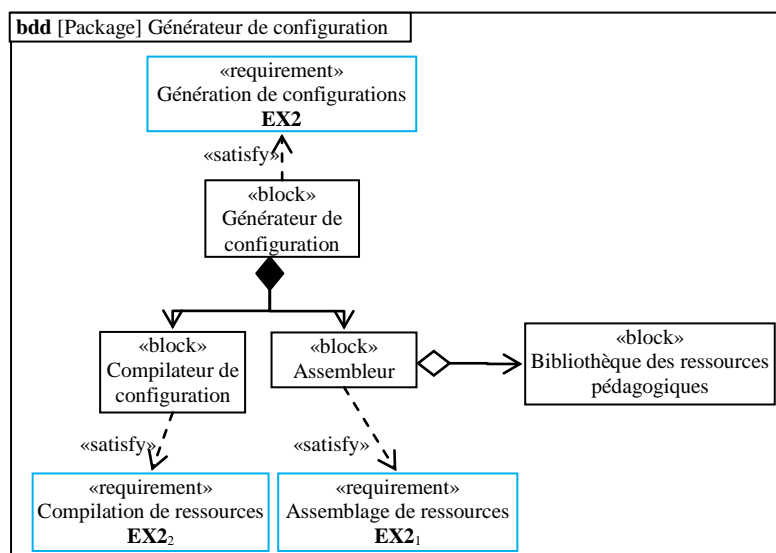 bdd [Package] Générateur de configuration
«requirement»
Génération de configurations
EX2
«satisfy»
«block»
Générateur de
configuration
«block»
Compilateur de
configuration
«block»
Assembleur
«block»
Bibliothèque des ressources
pédagogiques
«satisfy»
«satisfy»
«requirement»
Compilation de ressources
EX2₂
«requirement»
Assemblage de ressources
EX2₁